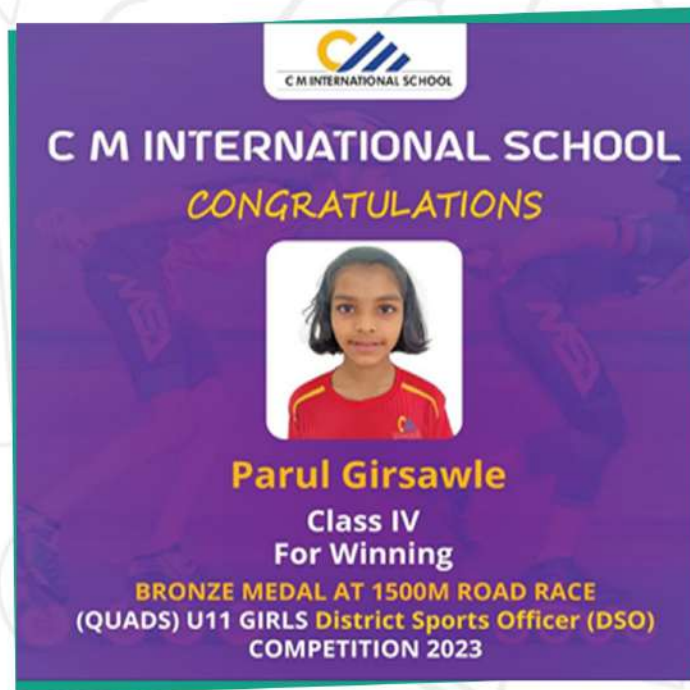 C M INTERNATIONAL SCHOOL
C M INTERNATIONAL SCHOOL
CONGRATULATIONS
Parul Girsawle
Class IV
For Winning
BRONZE MEDAL AT 1500M ROAD RACE
(QUADS) U11 GIRLS District Sports Officer (DSO)
COMPETITION 2023